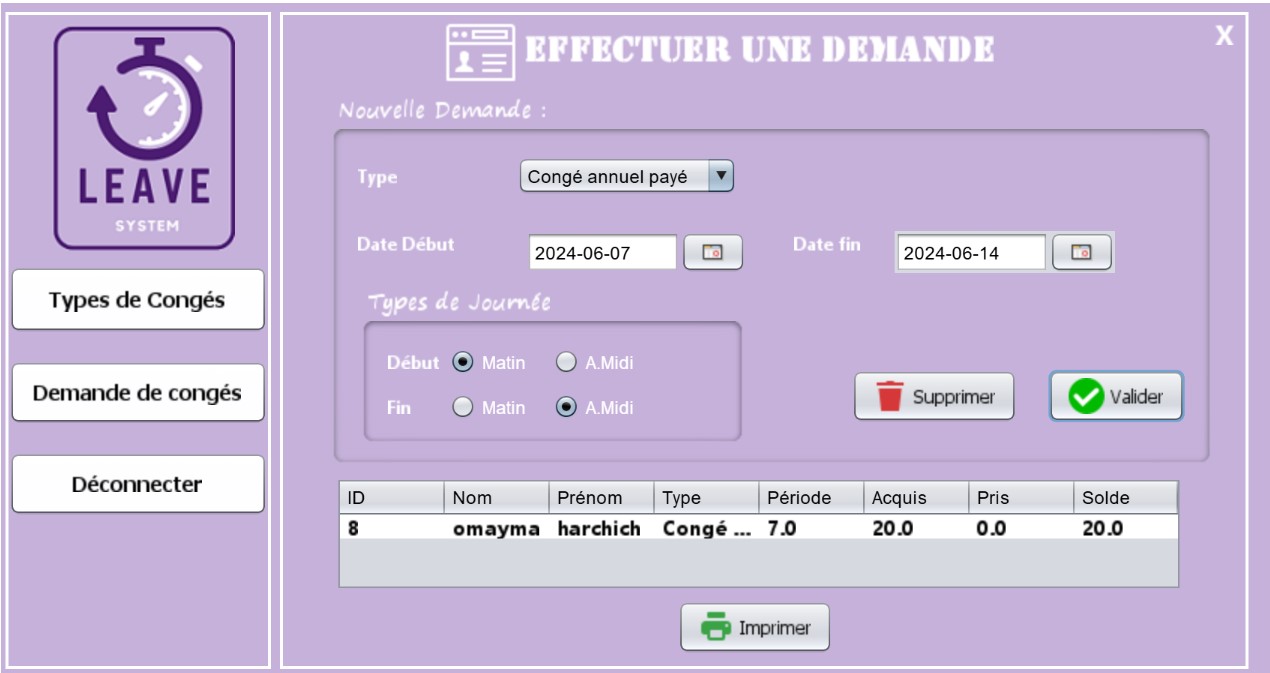 LEAVE
SYSTEM
Types de Congés
Demande de congés
Déconnecter
EFFECTUER UNE DEMANDE
X
Nouvelle Demande :
Type Congé annuel payé
Date Début 2024-06-07 Date fin 2024-06-14
Types de Journée
Début Matin A.Midi
Fin Matin A.Midi
Supprimer Valider
ID Nom Prénom Type Période Acquis Pris Solde
8 omayma harchich Congé ... 7.0 20.0 0.0 20.0
Imprimer